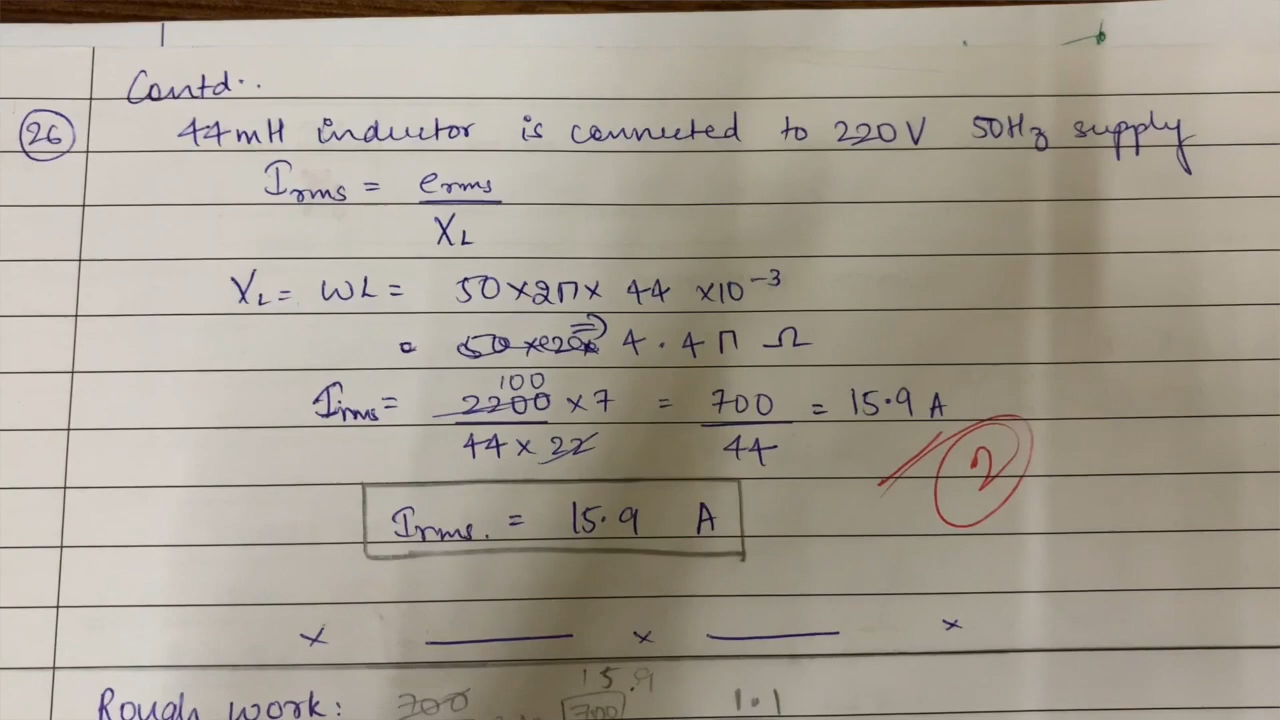 Contd..
26 44mH inductor is connected to 220V 50Hz supply
Irms = erms / XL
XL = WL = 50×2π× 44 ×10⁻³
= 4.4π Ω
100
Irms = 2200 × 7 / 44 × 22 = 700 / 44 = 15.9 A
2
Irms. = 15.9 A
× ——— × ——— ×
15.9
Rough work: 700 700 1.1